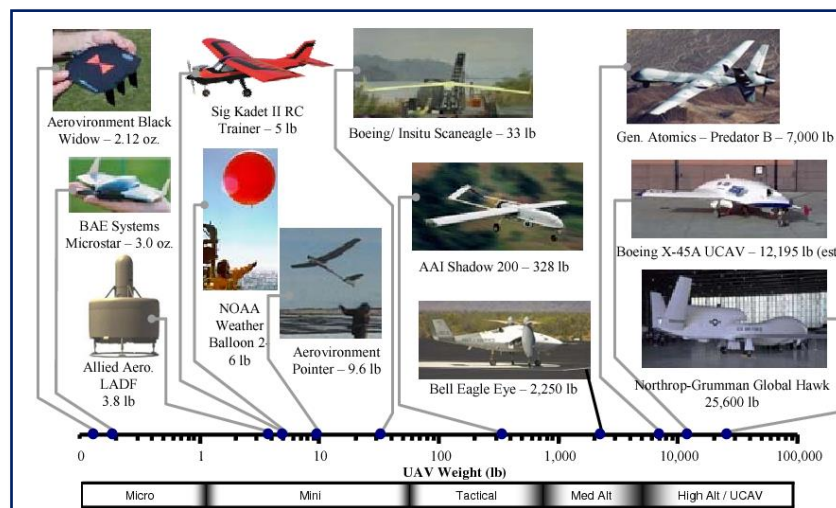 Aerovironment Black
Widow – 2.12 oz.
Sig Kadet II RC
Trainer – 5 lb
Boeing/ Insitu Scaneagle – 33 lb
Gen. Atomics – Predator B – 7,000 lb
BAE Systems
Microstar – 3.0 oz.
AAI Shadow 200 – 328 lb
Boeing X-45A UCAV – 12,195 lb (est
Allied Aero.
LADF
3.8 lb
NOAA
Weather
Balloon 2-
6 lb
Aerovironment
Pointer – 9.6 lb
Bell Eagle Eye – 2,250 lb
Northrop-Grumman Global Hawk
25,600 lb
0 1 10 100 1,000 10,000 100,000
UAV Weight (lb)
Micro Mini Tactical Med Alt High Alt / UCAV